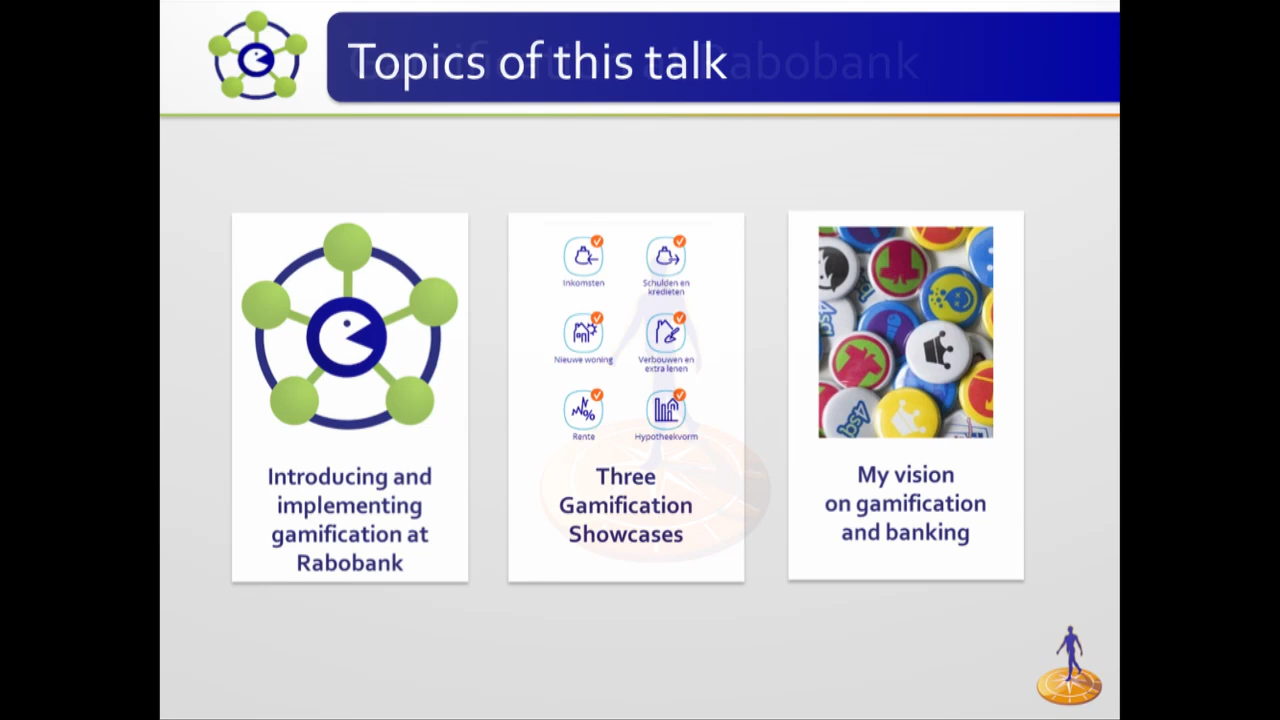 Topics of this talk
Rabobank
Inkomsten
Schulden en
kredieten
Nieuwe woning
Verbouwen en
extra lenen
Rente
Hypotheekvorm
Introducing and
implementing
gamification at
Rabobank
Three
Gamification
Showcases
My vision
on gamification
and banking